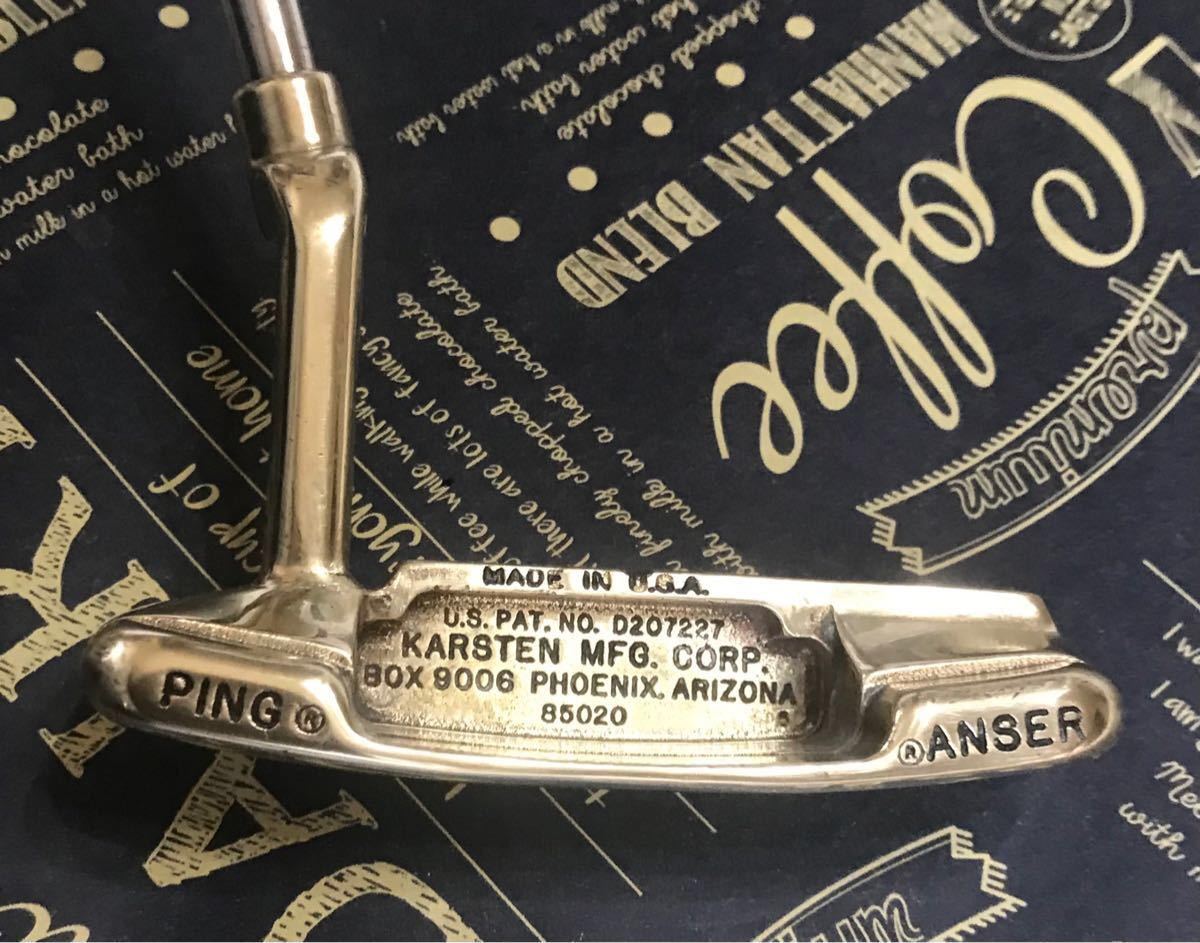 MADE IN U.S.A.
U.S. PAT. NO. D207227
KARSTEN MFG. CORP.
BOX 9006 PHOENIX, ARIZONA
85020
PING ®
® ANSER
MANHATTAN BLEND
Coffee
premium
chopped chocolate
hot water bath
milk in a hot water bath
chocolate
water bath
milk in a hot water
home
cup of
you
coffee while walking
there are lots of fancy
finely chopped chocolate
with milk in a hot water bath.
I am
with